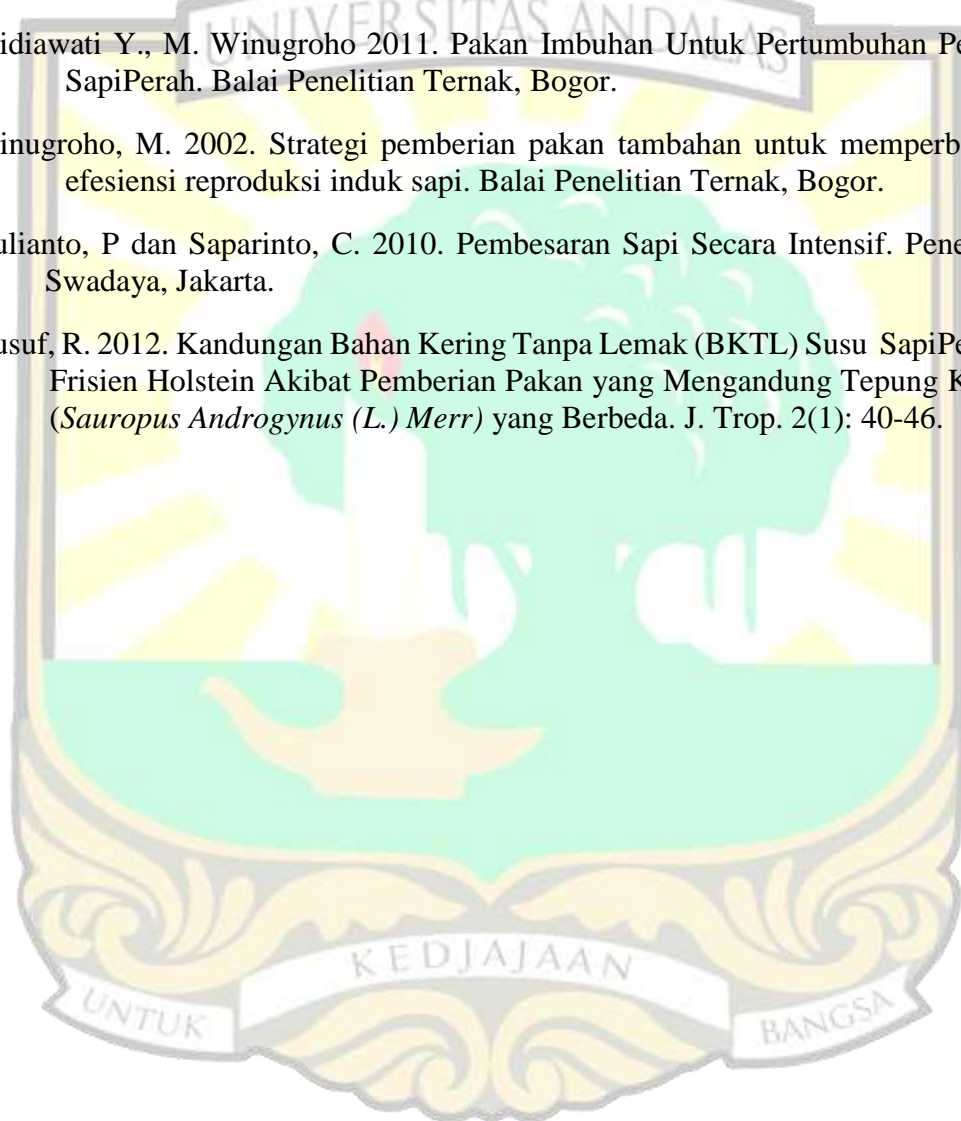 UNIVERSITAS ANDALAS
idiawati Y., M. Winugroho 2011. Pakan Imbuhan Untuk Pertumbuhan Pe
SapiPerah. Balai Penelitian Ternak, Bogor.
inugroho, M. 2002. Strategi pemberian pakan tambahan untuk memperb
efesiensi reproduksi induk sapi. Balai Penelitian Ternak, Bogor.
ulianto, P dan Saparinto, C. 2010. Pembesaran Sapi Secara Intensif. Pene
Swadaya, Jakarta.
usuf, R. 2012. Kandungan Bahan Kering Tanpa Lemak (BKTL) Susu SapiPe
Frisien Holstein Akibat Pemberian Pakan yang Mengandung Tepung K
(Sauropus Androgynus (L.) Merr) yang Berbeda. J. Trop. 2(1): 40-46.
KEDJAJAAN
UNTUK
BANGSA